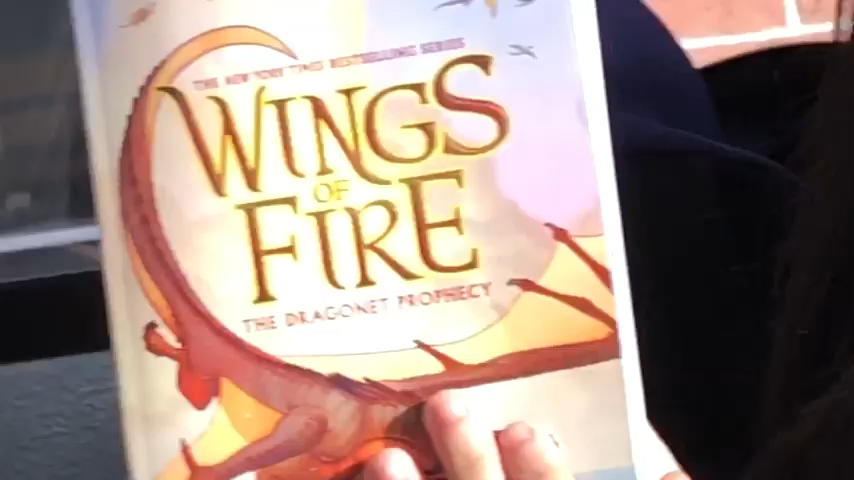 THE NEW YORK TIMES BESTSELLING SERIES
WINGS
OF
FIRE
THE DRAGONET PROPHECY